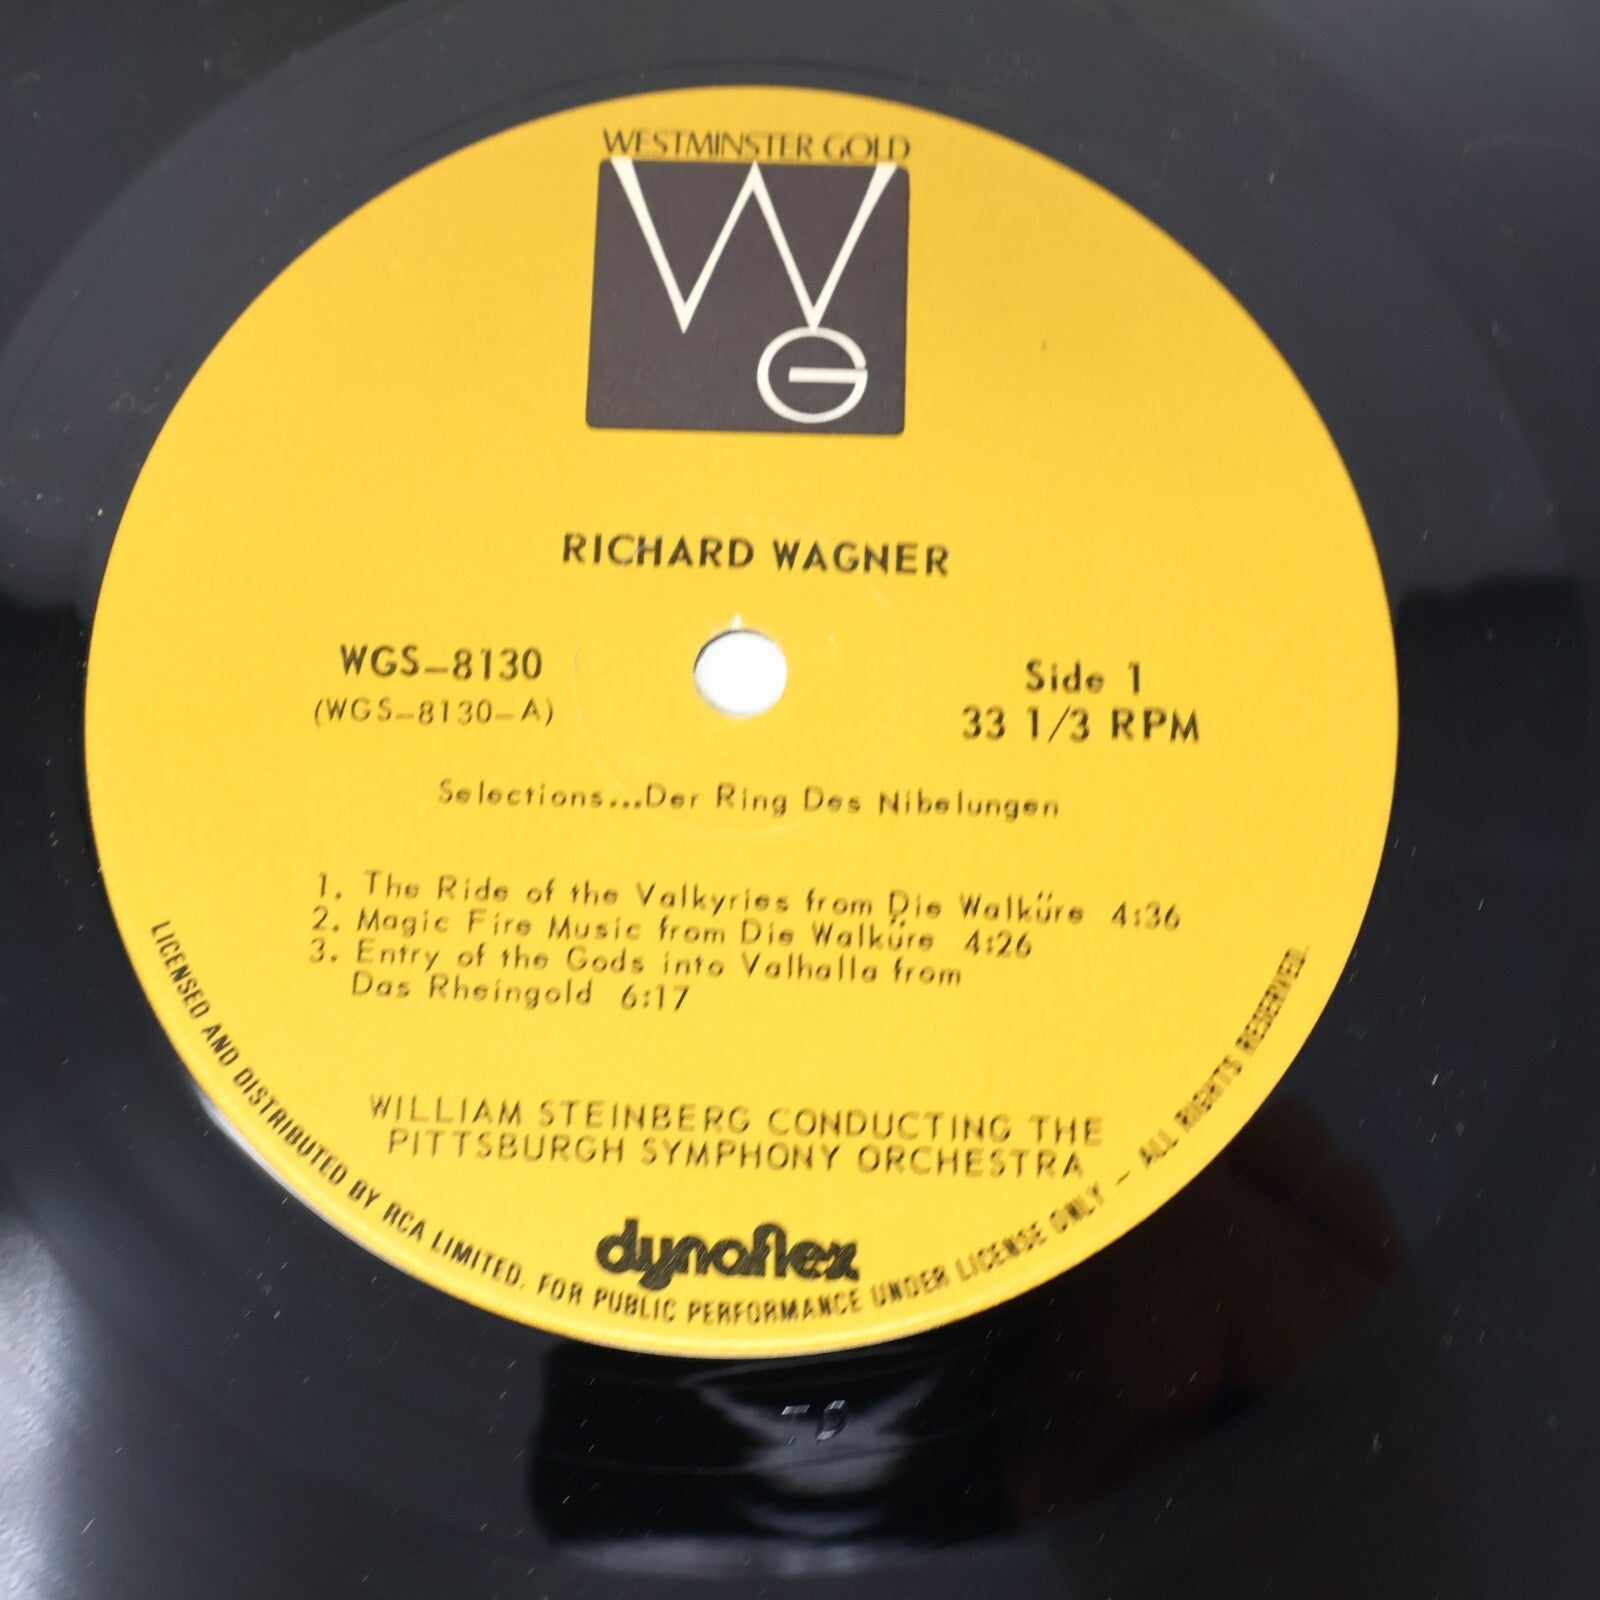 WESTMINSTER GOLD
WG
RICHARD WAGNER
WGS-8130
(WGS-8130-A)
Side 1
33 1/3 RPM
Selections...Der Ring Des Nibelungen
1. The Ride of the Valkyries from Die Walküre 4:36
2. Magic Fire Music from Die Walküre 4:26
3. Entry of the Gods into Valhalla from
Das Rheingold 6:17
WILLIAM STEINBERG CONDUCTING THE
PITTSBURGH SYMPHONY ORCHESTRA
dynaflex
LICENSED AND DISTRIBUTED BY RCA LIMITED. FOR PUBLIC PERFORMANCE UNDER LICENSE ONLY - ALL RIGHTS RESERVED.